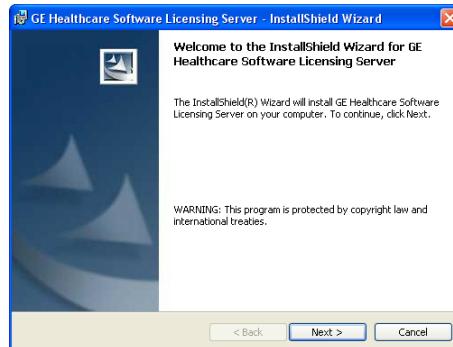 GE Healthcare Software Licensing Server - InstallShield Wizard
Welcome to the InstallShield Wizard for GE
Healthcare Software Licensing Server
The InstallShield(R) Wizard will install GE Healthcare Software
Licensing Server on your computer. To continue, click Next.
WARNING: This program is protected by copyright law and
international treaties.
< Back
Next >
Cancel